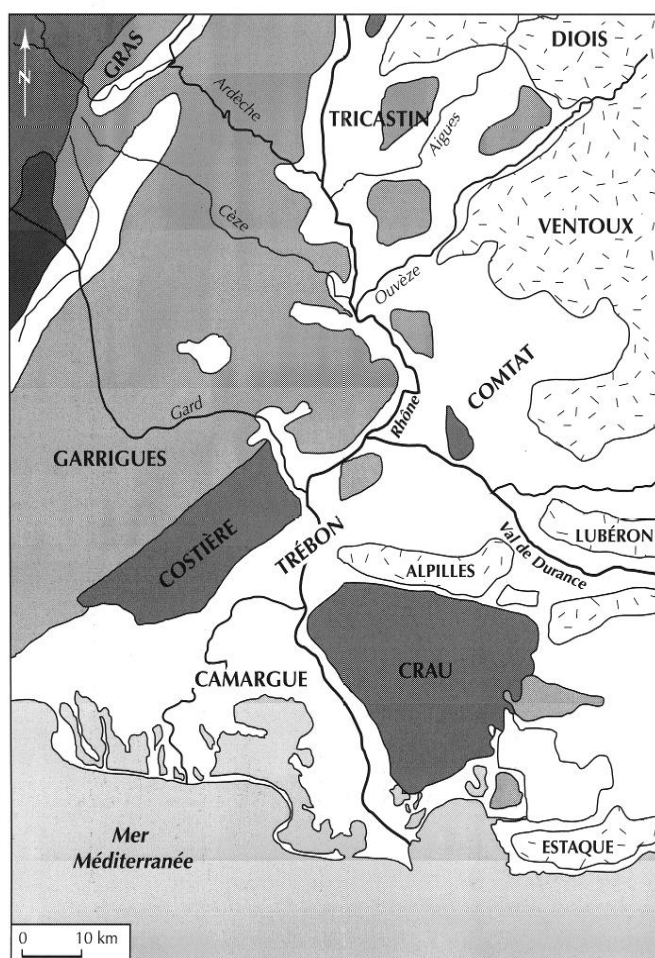 DIOIS
GRAS
N
Ardèche
TRICASTIN
Aigues
VENTOUX
Cèze
Ouvèze
COMTAT
Gard
Rhône
GARRIGUES
LUBÉRON
COSTIÈRE
TRÉBON
Val de Durance
ALPILLES
CAMARGUE
CRAU
Mer
Méditerranée
ESTAQUE
0 10 km